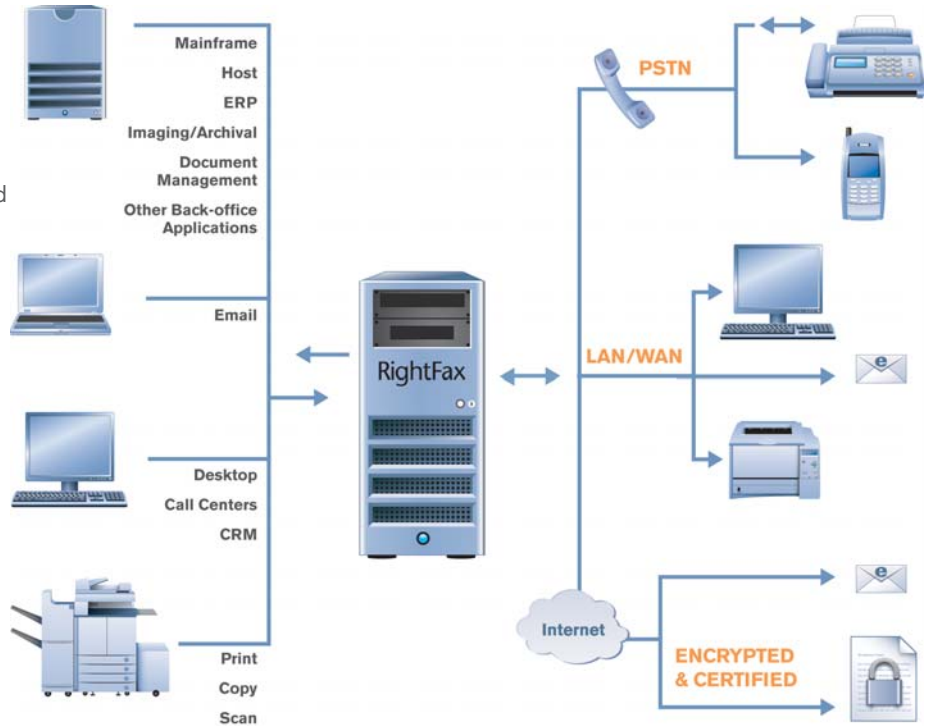 Mainframe
Host
ERP
Imaging/Archival
Document
Management
Other Back-office
Applications
d
Email
Desktop
Call Centers
CRM
Print
Copy
Scan
RightFax
PSTN
LAN/WAN
e
Internet
e
ENCRYPTED
& CERTIFIED